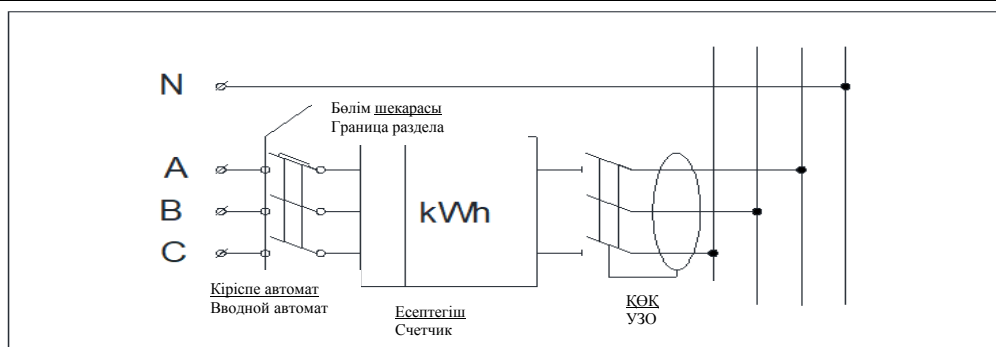 N
Бөлім шекарасы
Граница раздела
A
B
kWh
C
Кіріспе автомат
Вводной автомат
Есептегіш
Счетчик
ҚӨҚ
УЗО